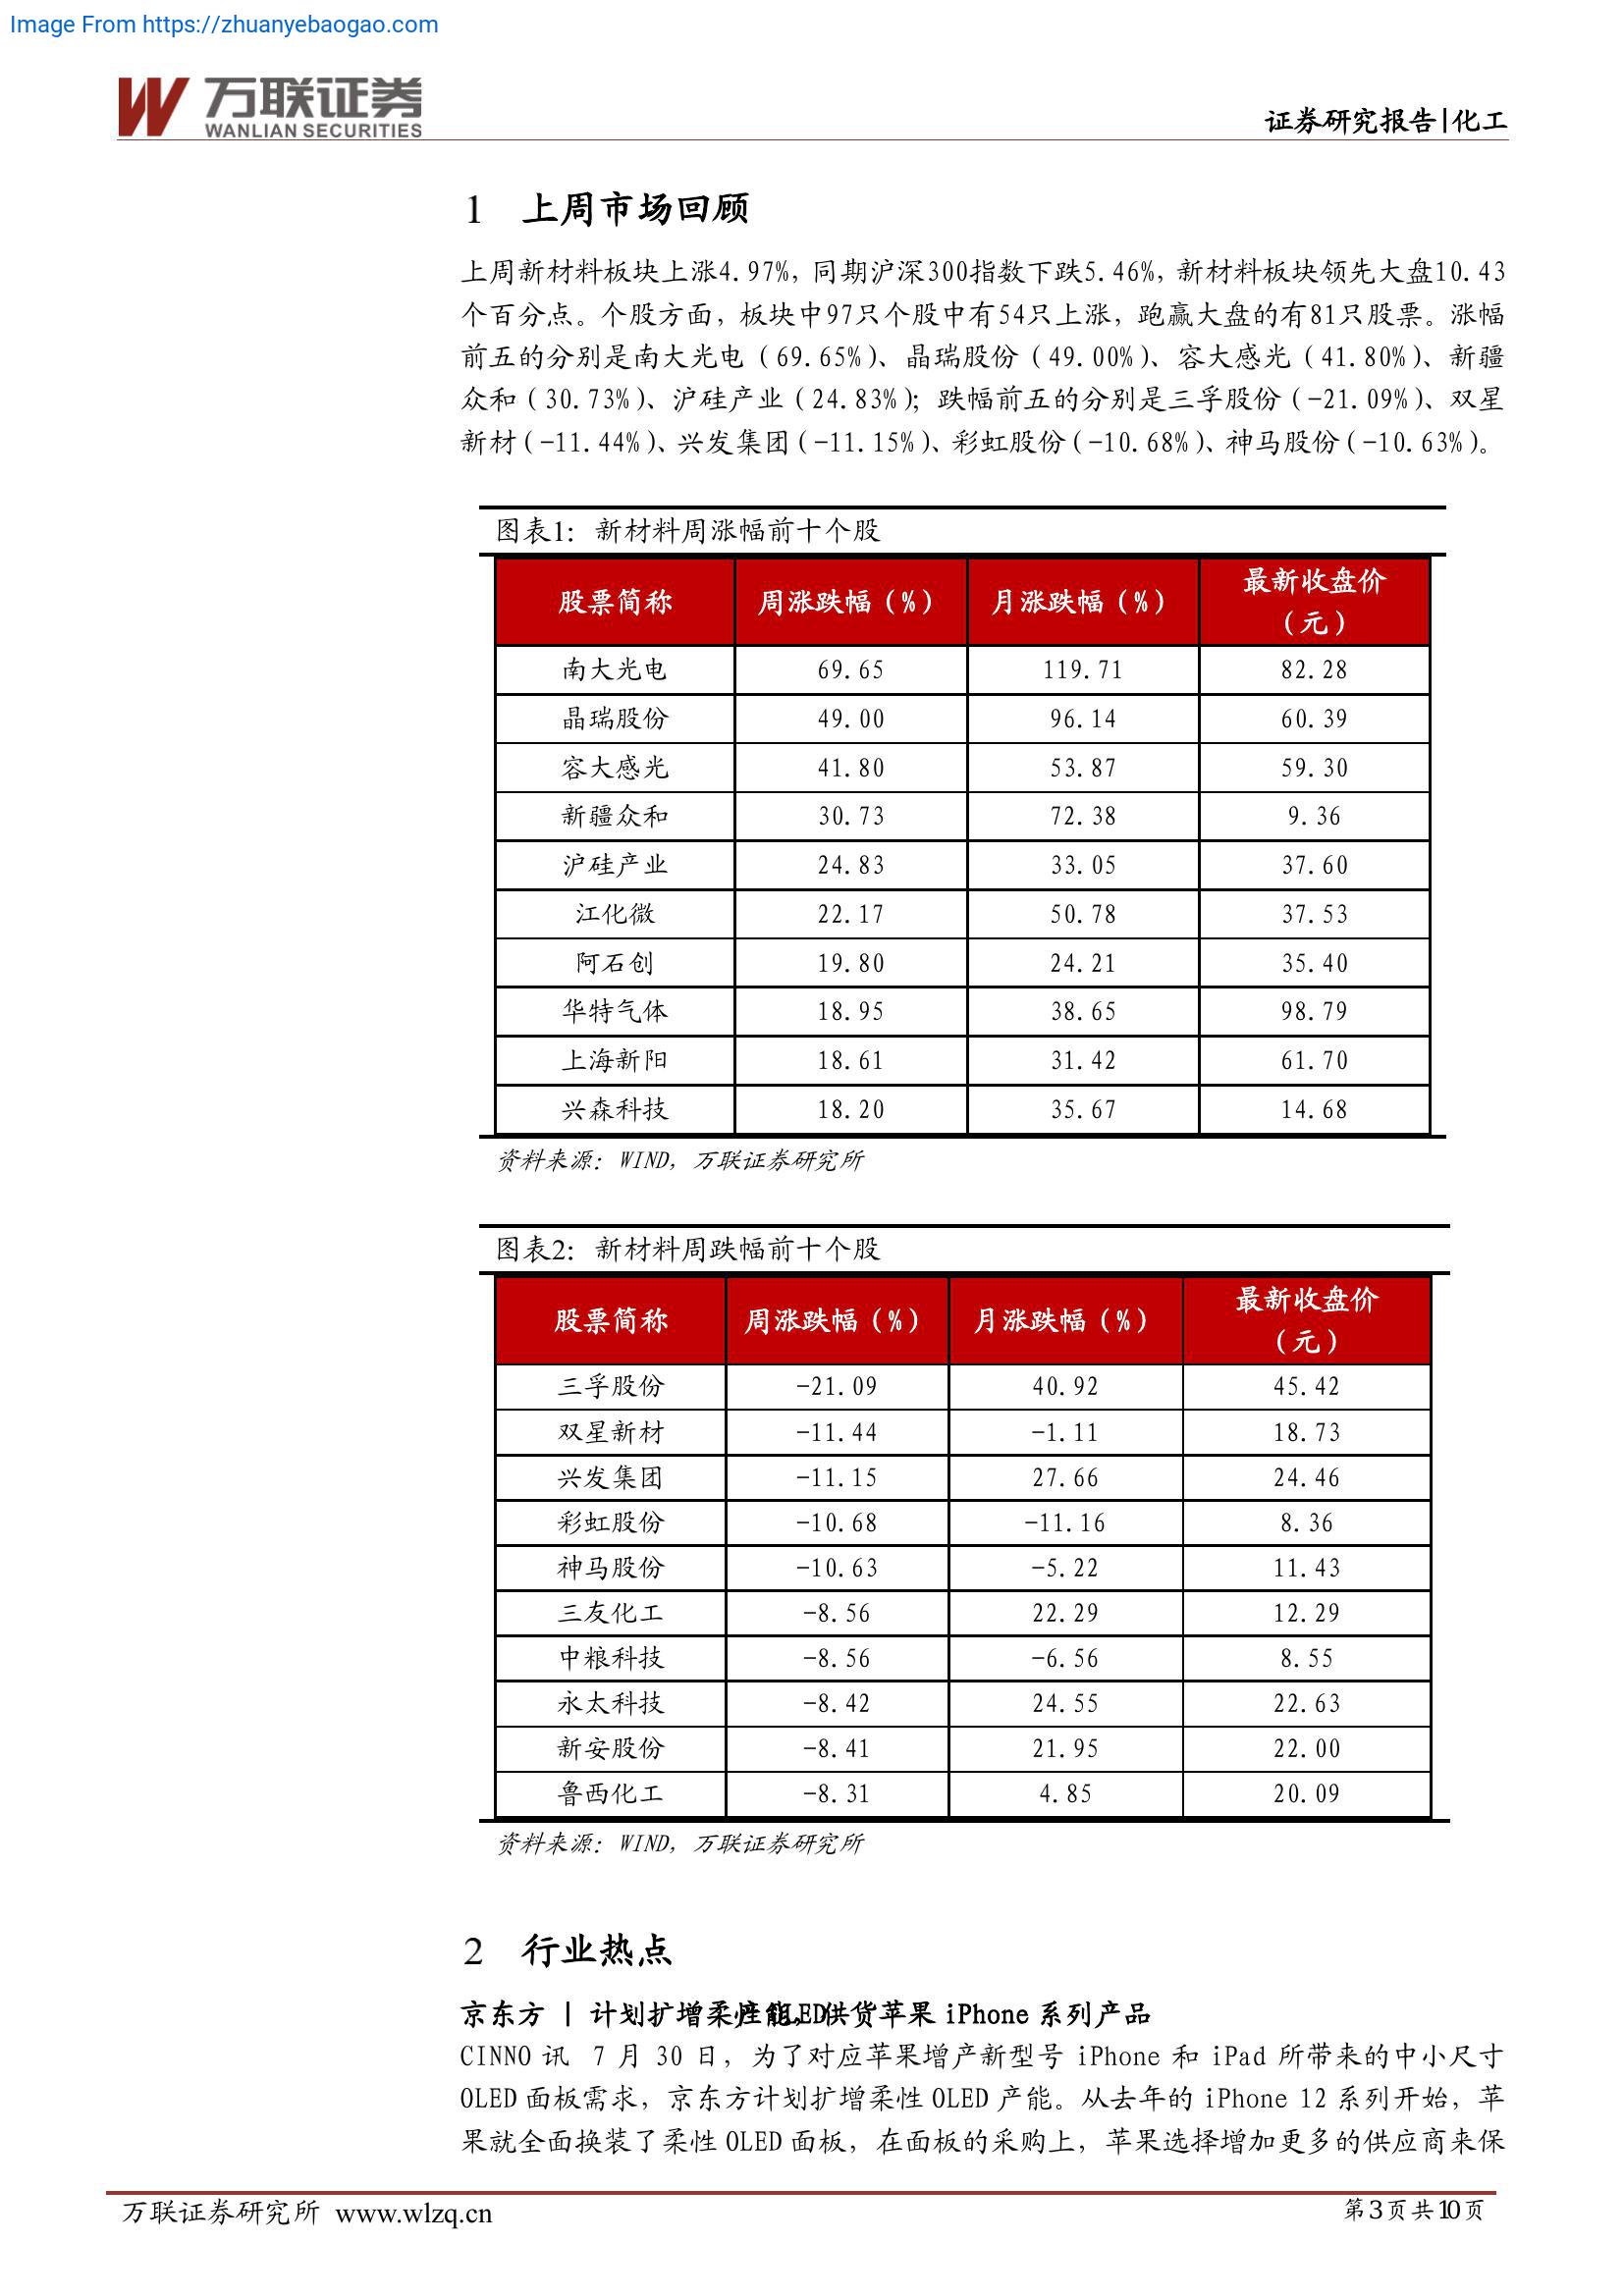 Image From https://zhuanyebaogao.com
万联证券
WANLIAN SECURITIES
证券研究报告|化工
1 上周市场回顾
上周新材料板块上涨4.97%，同期沪深300指数下跌5.46%，新材料板块领先大盘10.43
个百分点。个股方面，板块中97只个股中有54只上涨，跑赢大盘的有81只股票。涨幅
前五的分别是南大光电（69.65%）、晶瑞股份（49.00%）、容大感光（41.80%）、新疆
众和（30.73%）、沪硅产业（24.83%）；跌幅前五的分别是三孚股份（-21.09%）、双星
新材（-11.44%）、兴发集团（-11.15%）、彩虹股份（-10.68%）、神马股份（-10.63%）。
图表1：新材料周涨幅前十个股
股票简称 周涨跌幅（%） 月涨跌幅（%） 最新收盘价
（元）
南大光电 69.65 119.71 82.28
晶瑞股份 49.00 96.14 60.39
容大感光 41.80 53.87 59.30
新疆众和 30.73 72.38 9.36
沪硅产业 24.83 33.05 37.60
江化微 22.17 50.78 37.53
阿石创 19.80 24.21 35.40
华特气体 18.95 38.65 98.79
上海新阳 18.61 31.42 61.70
兴森科技 18.20 35.67 14.68
资料来源：WIND，万联证券研究所
图表2：新材料周跌幅前十个股
股票简称 周涨跌幅（%） 月涨跌幅（%） 最新收盘价
（元）
三孚股份 -21.09 40.92 45.42
双星新材 -11.44 -1.11 18.73
兴发集团 -11.15 27.66 24.46
彩虹股份 -10.68 -11.16 8.36
神马股份 -10.63 -5.22 11.43
三友化工 -8.56 22.29 12.29
中粮科技 -8.56 -6.56 8.55
永太科技 -8.42 24.55 22.63
新安股份 -8.41 21.95 22.00
鲁西化工 -8.31 4.85 20.09
资料来源：WIND，万联证券研究所
2 行业热点
京东方 | 计划扩增柔性 OLED 产能，供货苹果 iPhone 系列产品
CINNO 讯 7 月 30 日，为了对应苹果增产新型号 iPhone 和 iPad 所带来的中小尺寸
OLED 面板需求，京东方计划扩增柔性 OLED 产能。从去年的 iPhone 12 系列开始，苹
果就全面换装了柔性 OLED 面板，在面板的采购上，苹果选择增加更多的供应商来保
万联证券研究所 www.wlzq.cn
第3页共10页